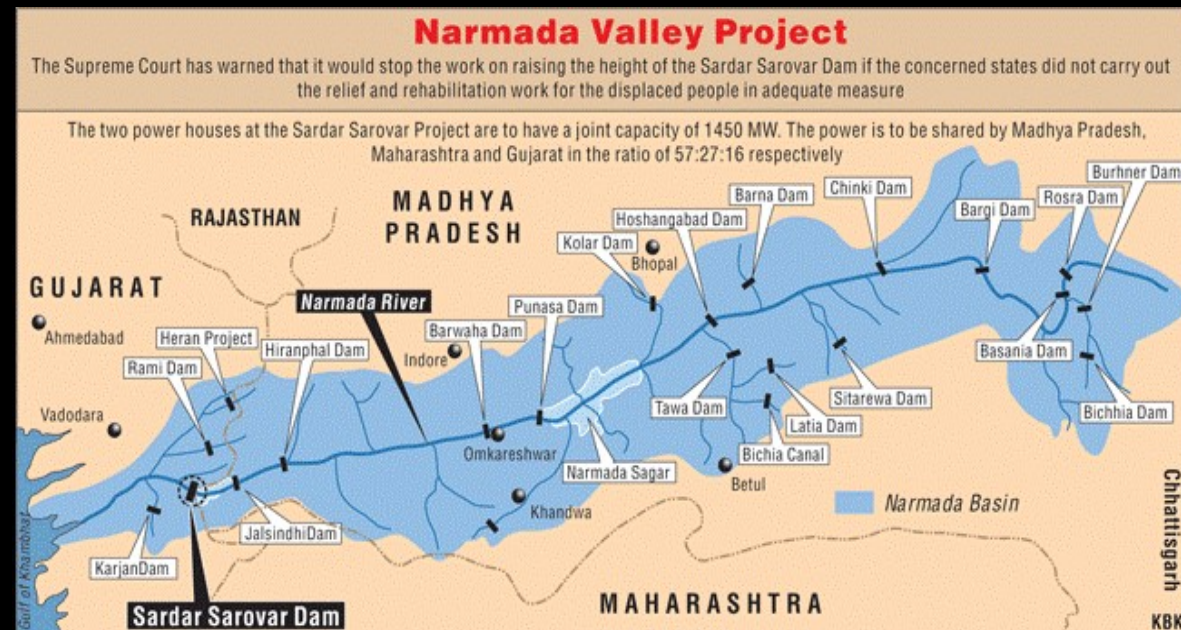 Narmada Valley Project
The Supreme Court has warned that it would stop the work on raising the height of the Sardar Sarovar Dam if the concerned states did not carry out
the relief and rehabilitation work for the displaced people in adequate measure
The two power houses at the Sardar Sarovar Project are to have a joint capacity of 1450 MW. The power is to be shared by Madhya Pradesh,
Maharashtra and Gujarat in the ratio of 57:27:16 respectively
Burhner Dam
Rosra Dam
Bargi Dam
Chinki Dam
Barna Dam
Hoshangabad Dam
Kolar Dam
Bhopal
MADHYA
PRADESH
RAJASTHAN
GUJARAT
Ahmedabad
Narmada River
Punasa Dam
Barwaha Dam
Indore
Heran Project
Hiranphal Dam
Rami Dam
Vadodara
Basania Dam
Bichhia Dam
Sitarewa Dam
Tawa Dam
Latia Dam
Bichia Canal
Betul
Omkareshwar
Narmada Sagar
Khandwa
Narmada Basin
JalsindhiDam
KarjanDam
Gulf of Khambhat
Sardar Sarovar Dam
MAHARASHTRA
Chhattisgarh
KBK